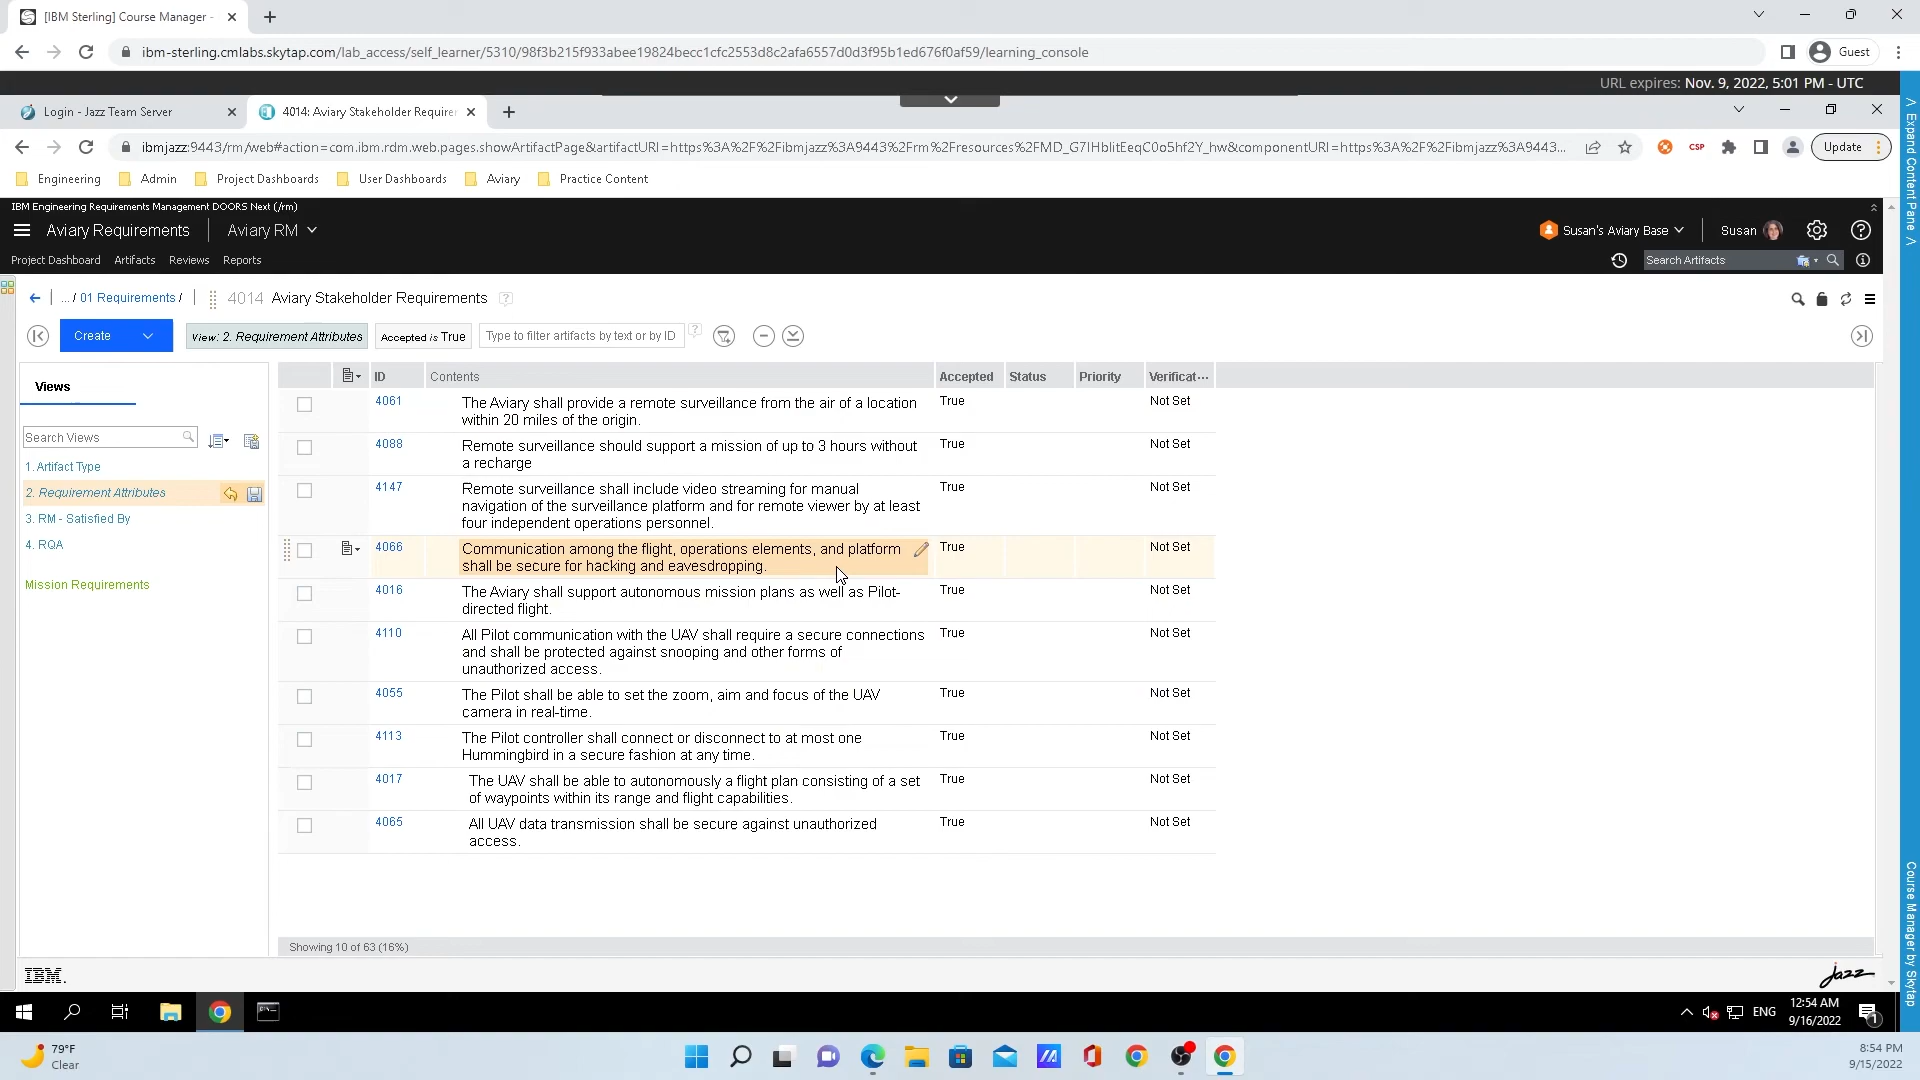 [IBM Sterling] Course Manager -
ibm-sterling.cmlabs.skytap.com/lab_access/self_learner/5310/98f3b215f933abee19824becc1cfc2553d8c2afa6557d0d3f95b1ed676f0af59/learning_console
Guest
URL expires: Nov. 9, 2022, 5:01 PM - UTC
Login - Jazz Team Server
4014: Aviary Stakeholder Requirer
ibmjazz:9443/rm/web#action=com.ibm.rdm.web.pages.showArtifactPage&artifactURI=https%3A%2F%2Fibmjazz%3A9443%2Frm%2Fresources%2FMD_G7IHblitEeqC0o5hf2Y_hw&componentURI=https%3A%2F%2Fibmjazz%3A9443...
CSP
Update
Engineering Admin Project Dashboards User Dashboards Aviary Practice Content
IBM Engineering Requirements Management DOORS Next (/rm)
Aviary Requirements Aviary RM
Susan's Aviary Base Susan
Project Dashboard Artifacts Reviews Reports
Search Artifacts
... / 01 Requirements / 4014 Aviary Stakeholder Requirements
Create View: 2. Requirement Attributes Accepted is True Type to filter artifacts by text or by ID
Views
Search Views
1. Artifact Type
2. Requirement Attributes
3. RM - Satisfied By
4. RQA
Mission Requirements
ID Contents Accepted Status Priority Verificat...
4061 The Aviary shall provide a remote surveillance from the air of a location True Not Set
within 20 miles of the origin.
4088 Remote surveillance should support a mission of up to 3 hours without True Not Set
a recharge
4147 Remote surveillance shall include video streaming for manual True Not Set
navigation of the surveillance platform and for remote viewer by at least
four independent operations personnel.
4066 Communication among the flight, operations elements, and platform True Not Set
shall be secure for hacking and eavesdropping.
4016 The Aviary shall support autonomous mission plans as well as Pilot- True Not Set
directed flight.
4110 All Pilot communication with the UAV shall require a secure connections True Not Set
and shall be protected against snooping and other forms of
unauthorized access.
4055 The Pilot shall be able to set the zoom, aim and focus of the UAV True Not Set
camera in real-time.
4113 The Pilot controller shall connect or disconnect to at most one True Not Set
Hummingbird in a secure fashion at any time.
4017 The UAV shall be able to autonomously a flight plan consisting of a set True Not Set
of waypoints within its range and flight capabilities.
4065 All UAV data transmission shall be secure against unauthorized True Not Set
access.
Showing 10 of 63 (16%)
IBM.
Jazz
Λ Expand Content Pane Λ
Course Manager by Skytap
ENG
12:54 AM
9/16/2022
1
79°F
Clear
8:54 PM
9/15/2022